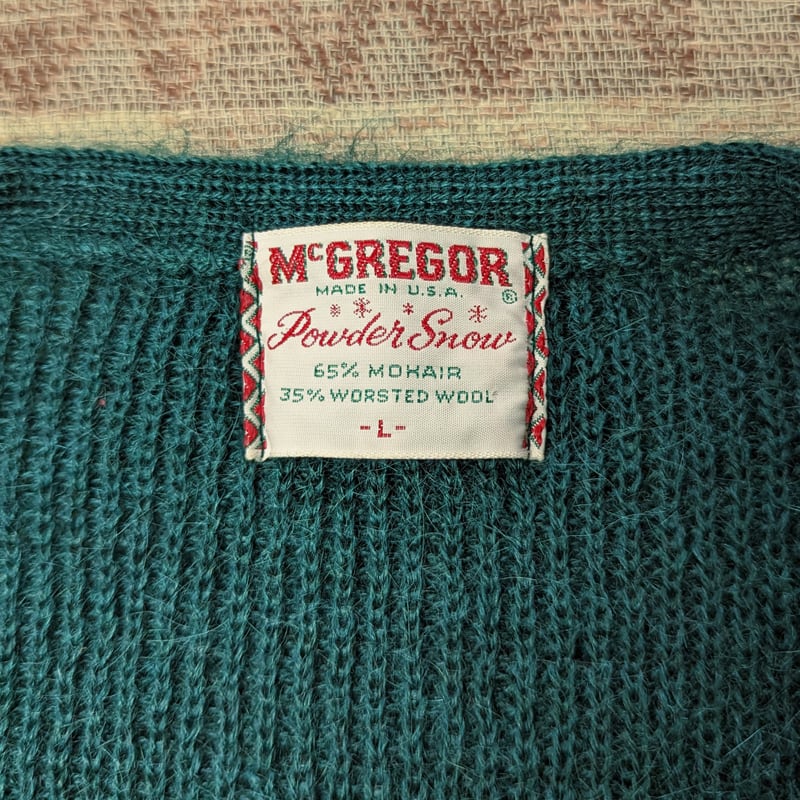 McGREGOR
MADE IN U.S.A. ®
Powder Snow
65% MOHAIR
35% WORSTED WOOL
-L-